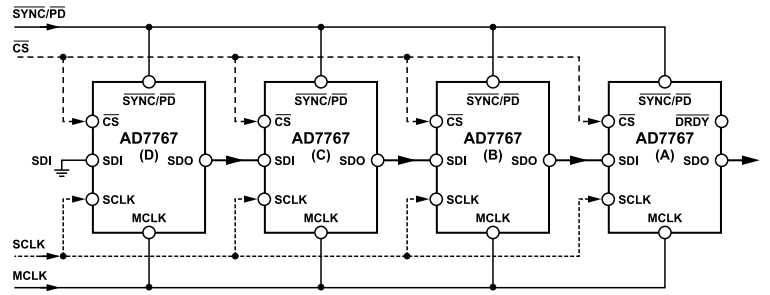 SYNC/PD
CS
SYNC/PD
SYNC/PD
SYNC/PD
SYNC/PD
CS
CS
CS
CS
DRDY
AD7767
(D)
AD7767
(C)
AD7767
(B)
AD7767
(A)
SDI
SDI
SDO
SDI
SDO
SDI
SDO
SDI
SDO
SCLK
SCLK
SCLK
SCLK
MCLK
MCLK
MCLK
MCLK
SCLK
MCLK